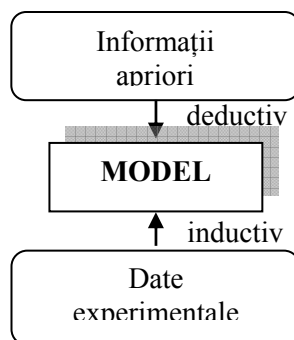 Informații
apriori
deductiv
MODEL
inductiv
Date
experimentale